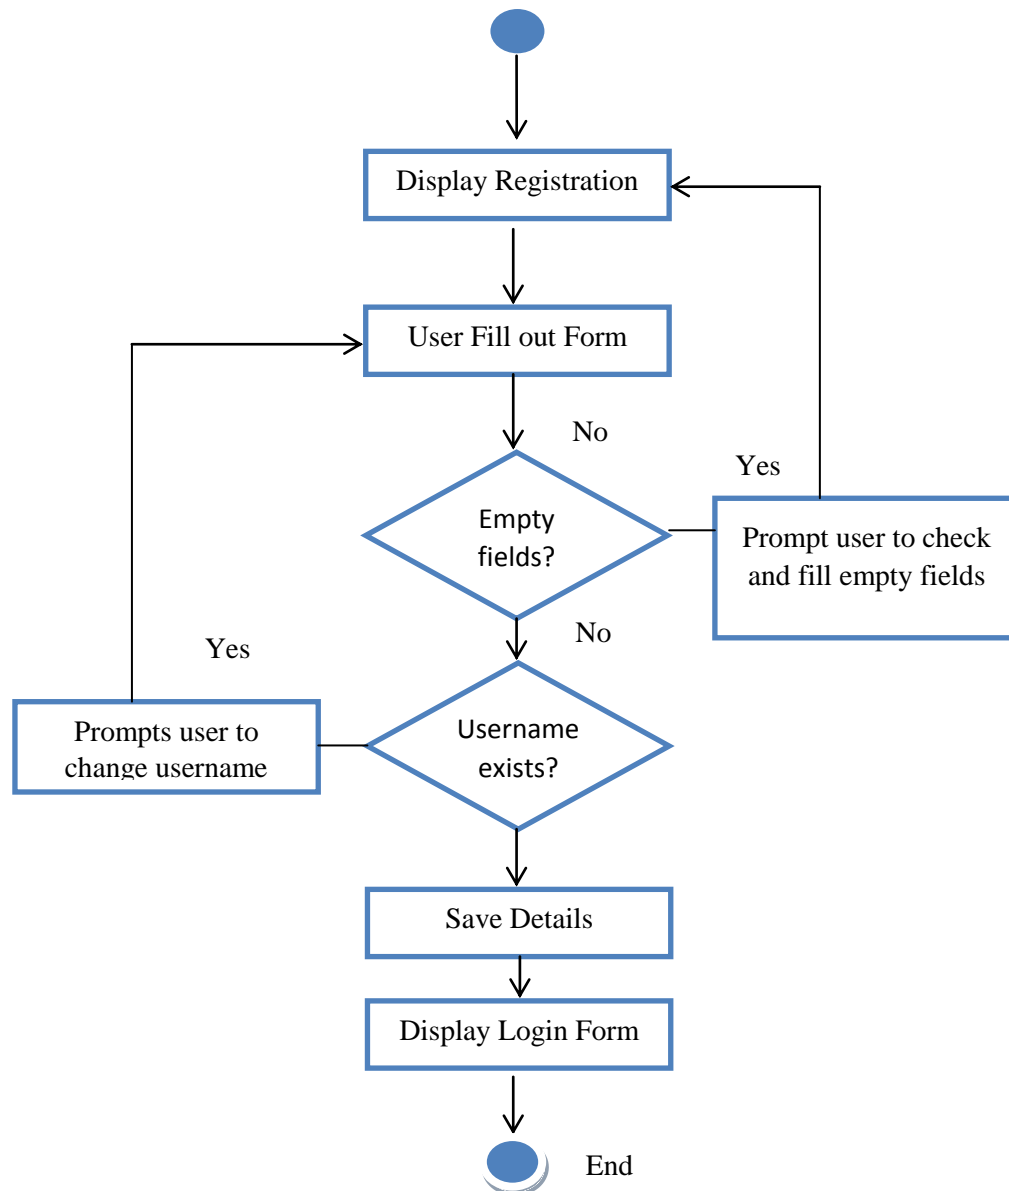 Display Registration
User Fill out Form
No
Yes
Empty
fields?
Prompt user to check
and fill empty fields
No
Yes
Username
exists?
Prompts user to
change username
Save Details
Display Login Form
End